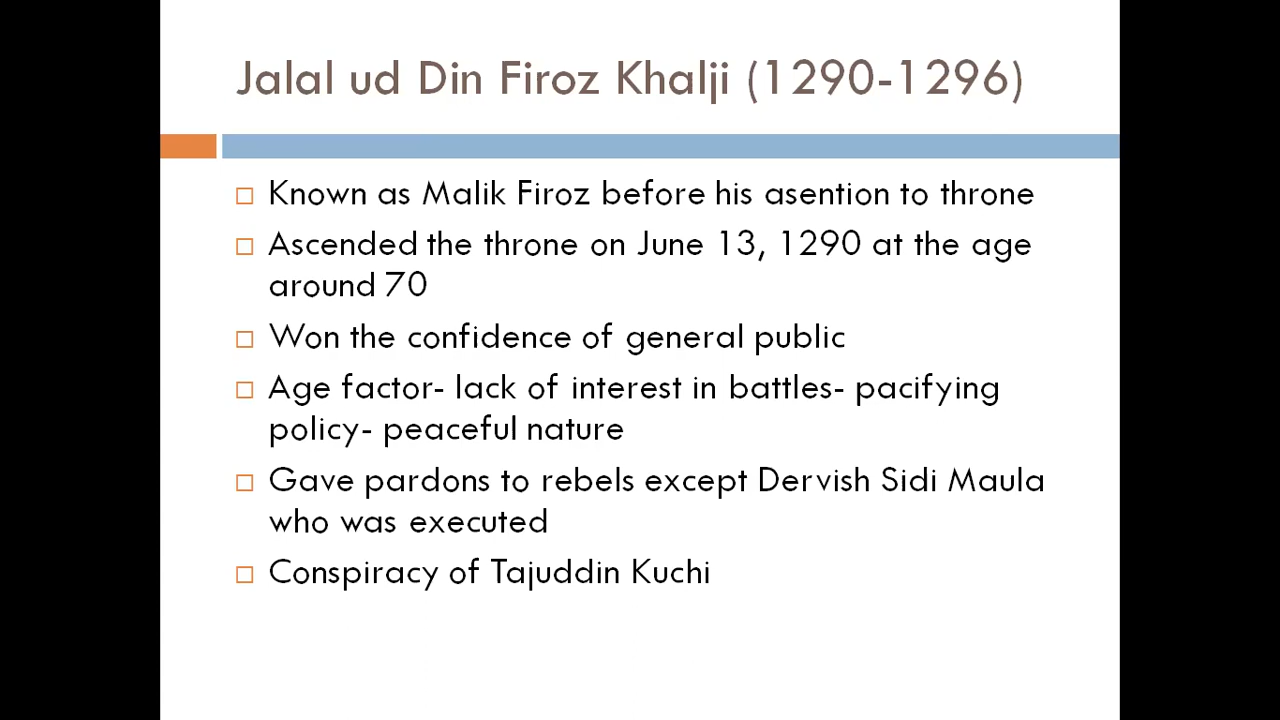 Jalal ud Din Firoz Khalji (1290-1296)
Known as Malik Firoz before his asention to throne
Ascended the throne on June 13, 1290 at the age
around 70
Won the confidence of general public
Age factor- lack of interest in battles- pacifying
policy- peaceful nature
Gave pardons to rebels except Dervish Sidi Maula
who was executed
Conspiracy of Tajuddin Kuchi